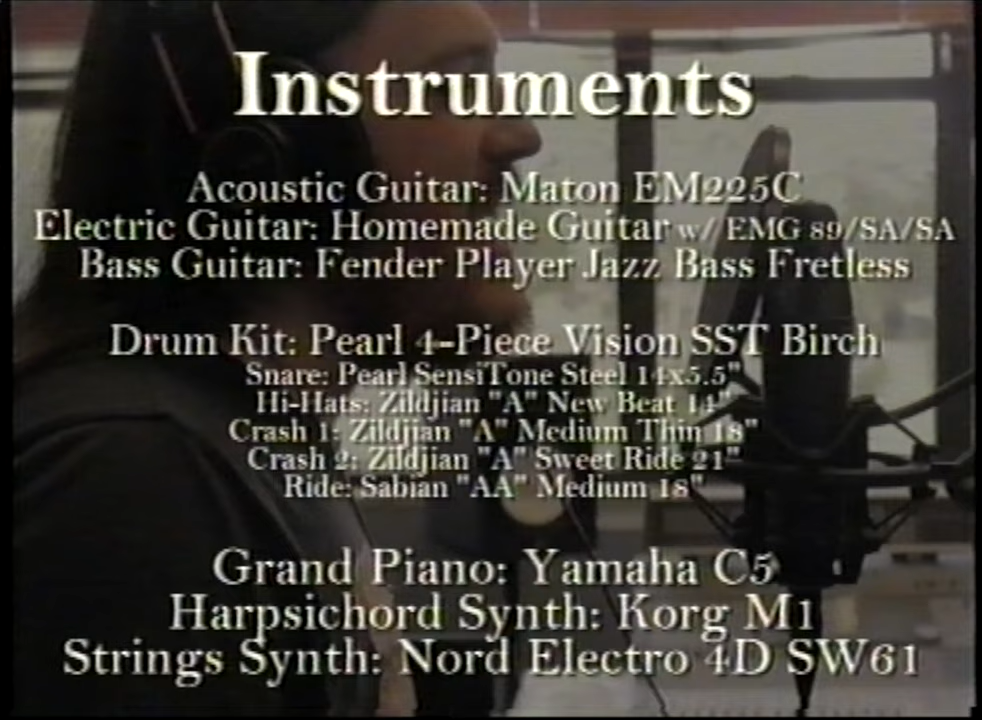 Instruments
Acoustic Guitar: Maton EM225C
Electric Guitar: Homemade Guitar w/ EMG 89/SA/SA
Bass Guitar: Fender Player Jazz Bass Fretless
Drum Kit: Pearl 4-Piece Vision SST Birch
Snare: Pearl SensiTone Steel 14x5.5"
Hi-Hats: Zildjian "A" New Beat 14"
Crash 1: Zildjian "A" Medium Thin 18"
Crash 2: Zildjian "A" Sweet Ride 21"
Ride: Sabian "AA" Medium 18"
Grand Piano: Yamaha C5
Harpsichord Synth: Korg M1
Strings Synth: Nord Electro 4D SW61